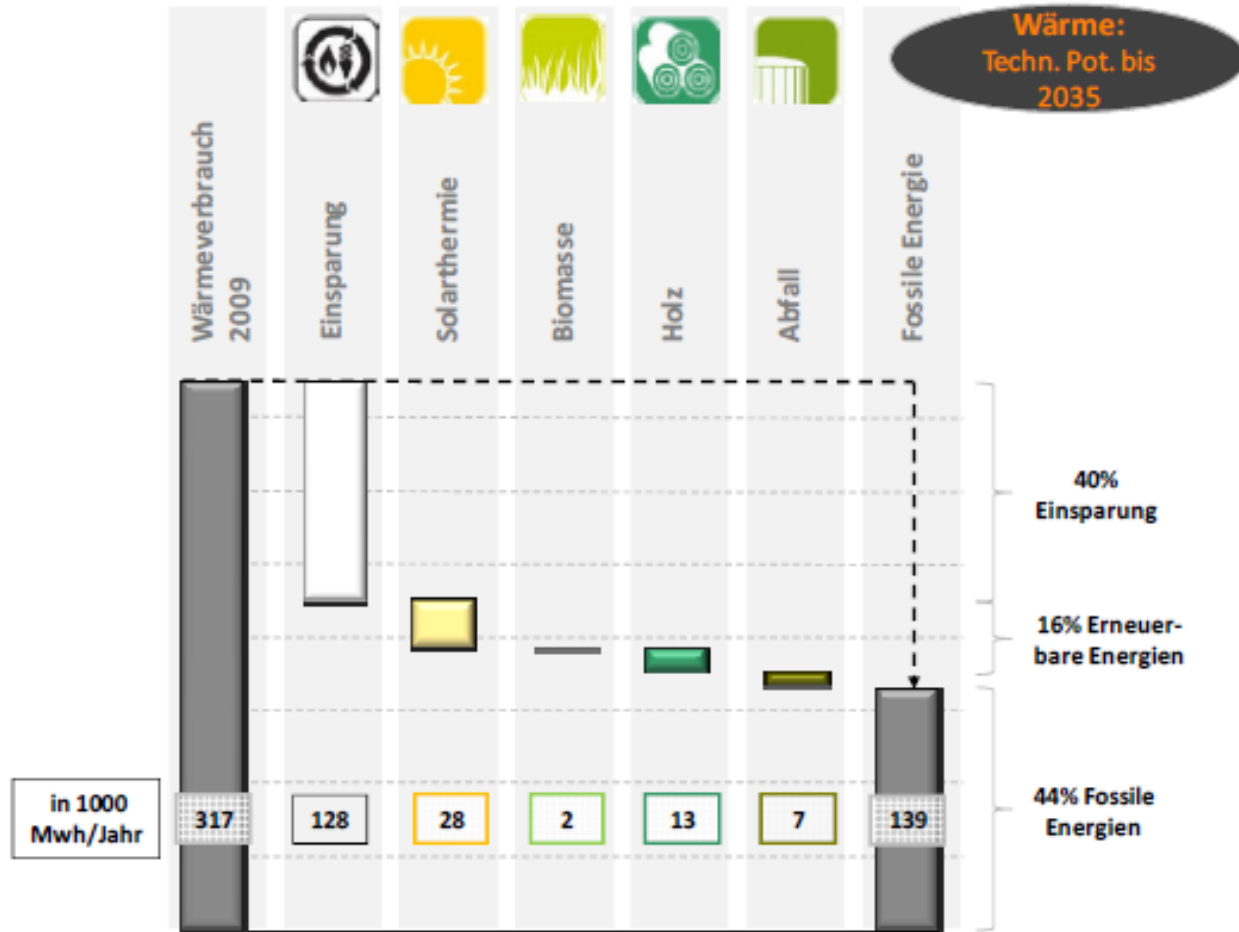 Wärme:
Techn. Pot. bis
2035
Wärmeverbrauch
2009
Einsparung
Solarthermie
Biomasse
Holz
Abfall
Fossile Energie
40%
Einsparung
16% Erneuer-
bare Energien
in 1000
Mwh/Jahr
317
128
28
2
13
7
139
44% Fossile
Energien